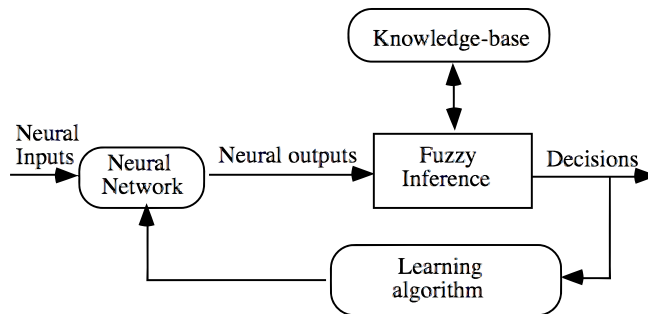 Knowledge-base
Neural
Inputs
Neural
Network
Neural outputs
Fuzzy
Inference
Decisions
Learning
algorithm